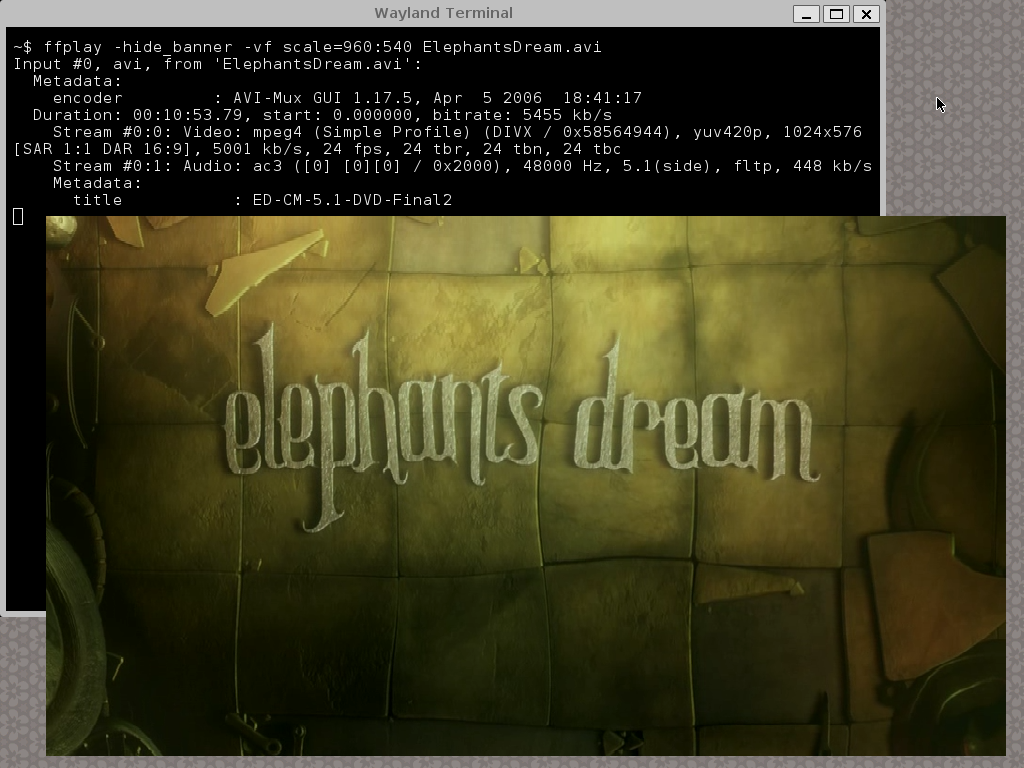 Wayland Terminal
~$ ffplay -hide_banner -vf scale=960:540 ElephantsDream.avi
Input #0, avi, from 'ElephantsDream.avi':
  Metadata:
    encoder         : AVI-Mux GUI 1.17.5, Apr  5 2006  18:41:17
  Duration: 00:10:53.79, start: 0.000000, bitrate: 5455 kb/s
    Stream #0:0: Video: mpeg4 (Simple Profile) (DIVX / 0x58564944), yuv420p, 1024x576
[SAR 1:1 DAR 16:9], 5001 kb/s, 24 fps, 24 tbr, 24 tbn, 24 tbc
    Stream #0:1: Audio: ac3 ([0] [0][0] / 0x2000), 48000 Hz, 5.1(side), fltp, 448 kb/s
    Metadata:
      title           : ED-CM-5.1-DVD-Final2
elephants dream